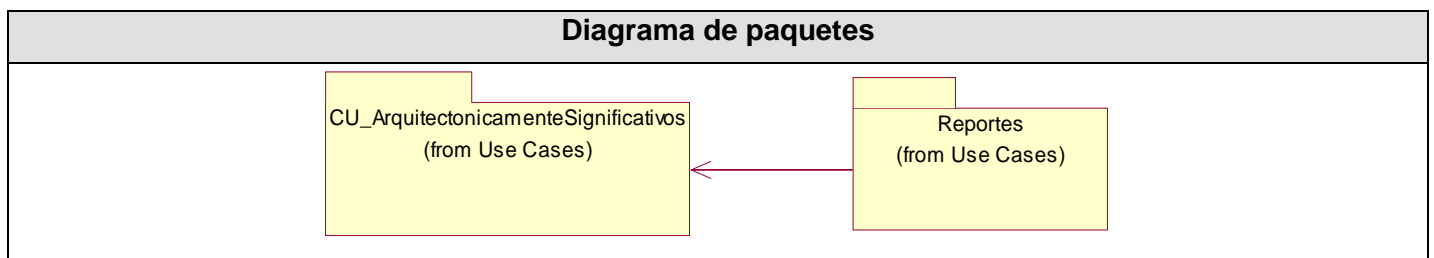 Diagrama de paquetes
CU_ArquitectonicamenteSignificativos
(from Use Cases)
Reportes
(from Use Cases)